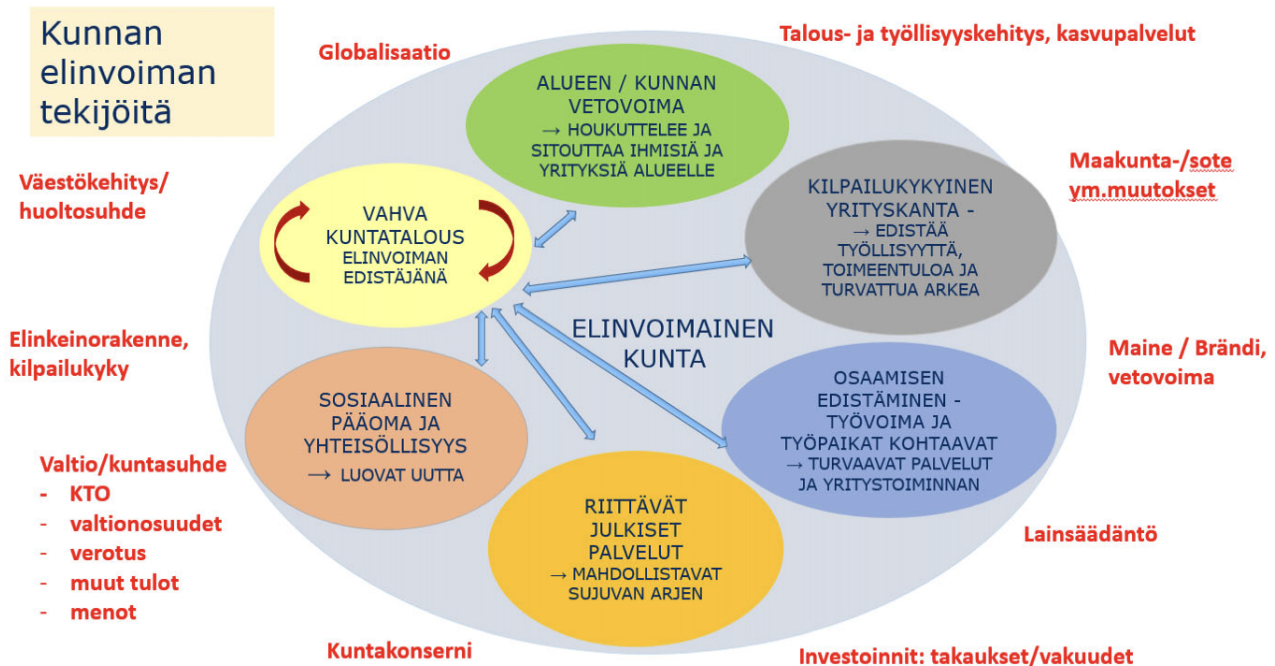 Kunnan
elinvoiman
tekijöitä
Globalisaatio
Talous- ja työllisyyskehitys, kasvupalvelut
ALUEEN / KUNNAN
VETOVOIMA
→ HOUKUTTELEE JA
SITOUTTAA IHMISIÄ JA
YRITYKSIÄ ALUEELLE
Väestökehitys/
huoltosuhde
VAHVA
KUNTATALOUS
ELINVOIMAN
EDISTÄJÄNÄ
KILPAILUKYKYINEN
YRITYSKANTA -
→ EDISTÄÄ
TYÖLLISYYTTÄ,
TOIMEENTULOA JA
TURVATTUA ARKEA
Maakunta-/sote
ym.muutokset
Elinkeinorakenne,
kilpailukyky
ELINVOIMAINEN
KUNTA
Maine / Brändi,
vetovoima
SOSIAALINEN
PÄÄOMA JA
YHTEISÖLLISYYS
→ LUOVAT UUTTA
OSAAMISEN
EDISTÄMINEN -
TYÖVOIMA JA
TYÖPAIKAT KOHTAAVAT
→ TURVAAVAT PALVELUT
JA YRITYSTOIMINNAN
Valtio/kuntasuhde
- KTO
- valtionosuudet
- verotus
- muut tulot
- menot
RIITTÄVÄT
JULKISET
PALVELUT
→ MAHDOLLISTAVAT
SUJUVAN ARJEN
Lainsäädäntö
Kuntakonserni
Investoinnit: takaukset/vakuudet